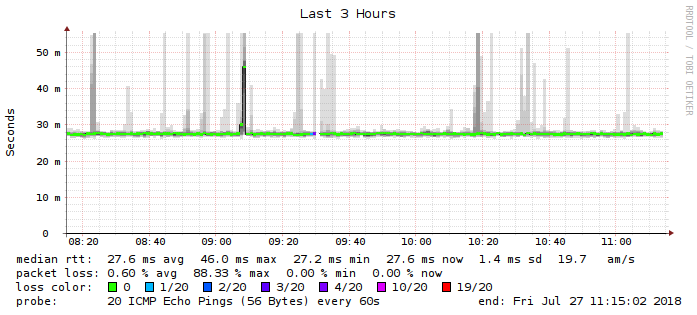 Last 3 Hours
RRDTOOL / TOBI OETIKER
Seconds
50 m
40 m
30 m
20 m
10 m
0
08:20 08:40 09:00 09:20 09:40 10:00 10:20 10:40 11:00
median rtt: 27.6 ms avg 46.0 ms max 27.2 ms min 27.6 ms now 1.4 ms sd 19.7 am/s
packet loss: 0.60 % avg 88.33 % max 0.00 % min 0.00 % now
loss color: 0 1/20 2/20 3/20 4/20 10/20 19/20
probe: 20 ICMP Echo Pings (56 Bytes) every 60s end: Fri Jul 27 11:15:02 2018